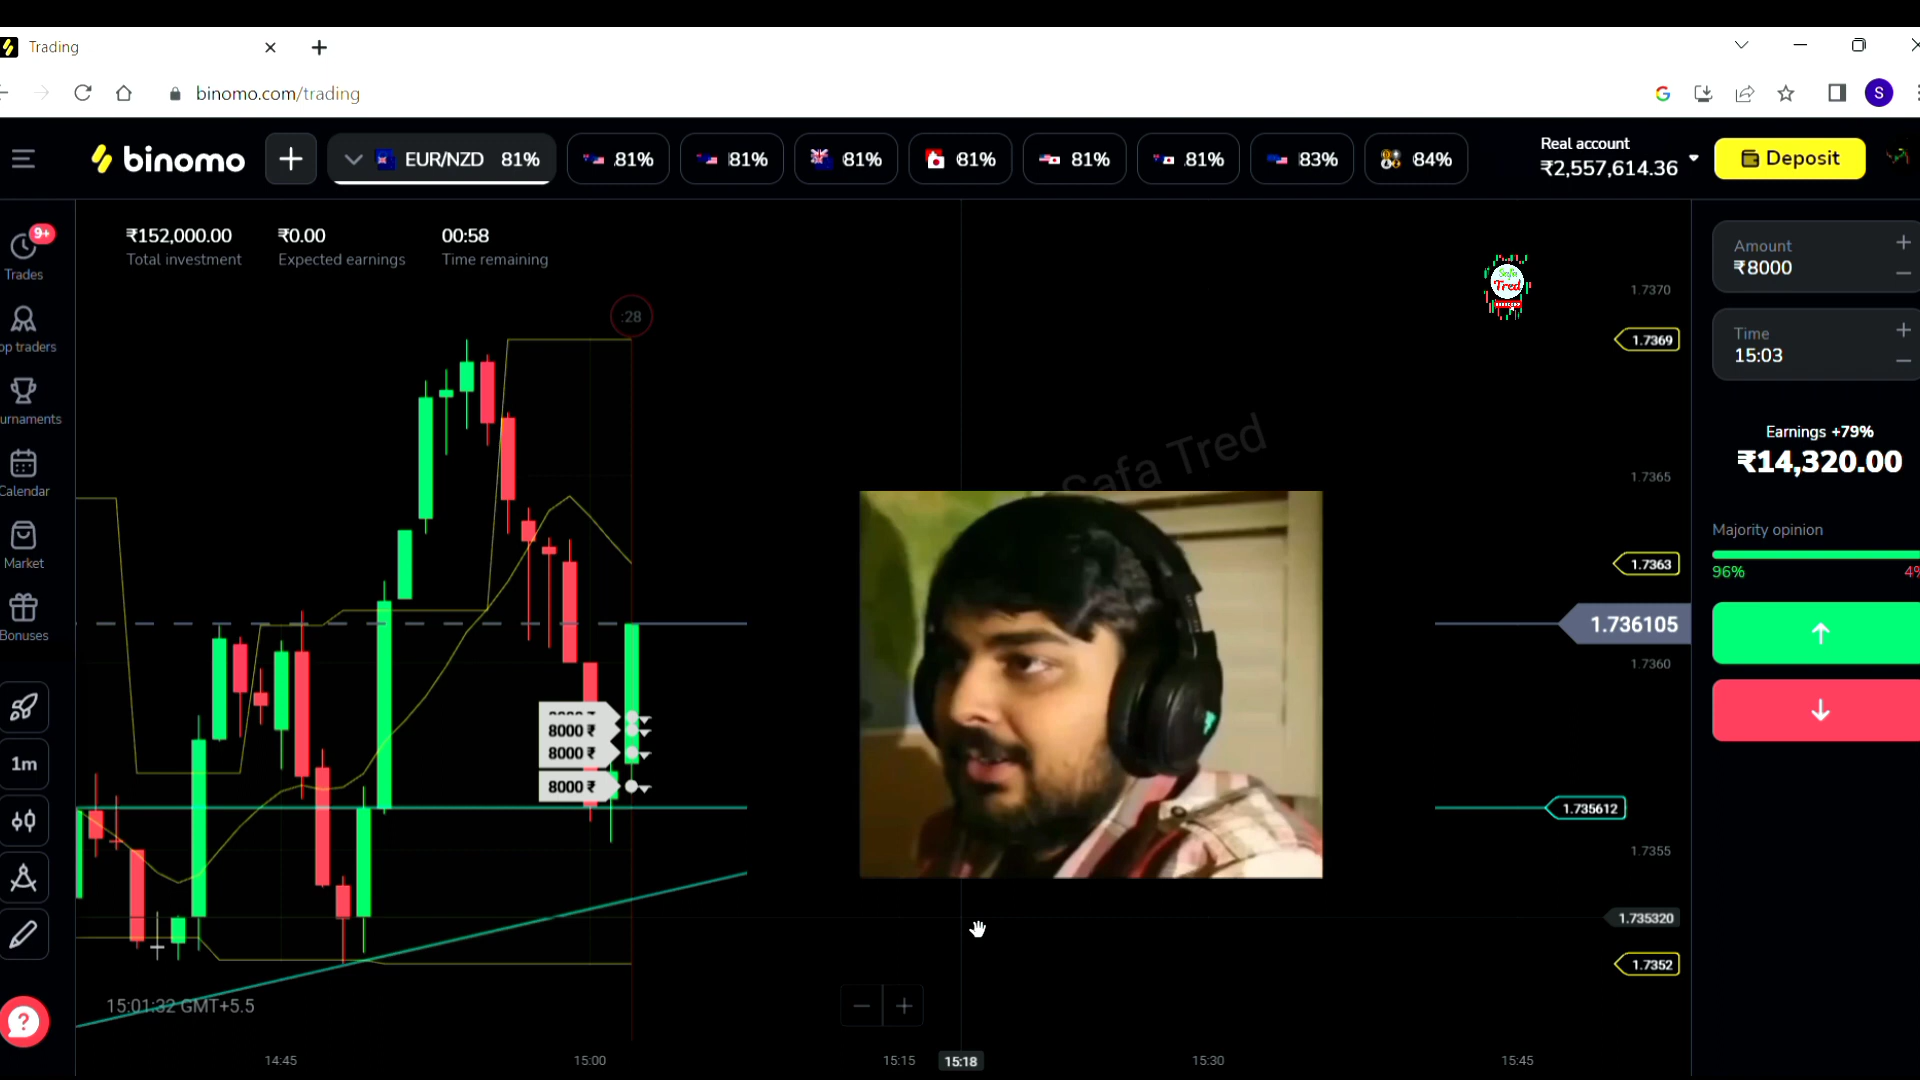 Trading
binomo.com/trading
S
binomo
EUR/NZD 81%
81%
81%
81%
81%
81%
81%
83%
84%
Real account
₹2,557,614.36
Deposit
9+
Trades
op traders
urnaments
Calendar
Market
Bonuses
1m
?
₹152,000.00
Total investment
₹0.00
Expected earnings
00:58
Time remaining
:28
8000 ₹
8000 ₹
8000 ₹
Safa
Tred
Safa Tred
1.7370
1.7369
1.7365
1.7363
1.736105
1.7360
1.735612
1.7355
1.735320
1.7352
15:01:32 GMT+5.5
14:45
15:00
15:15
15:18
15:30
15:45
Amount
₹8000
Time
15:03
Earnings +79%
₹14,320.00
Majority opinion
96%
4%